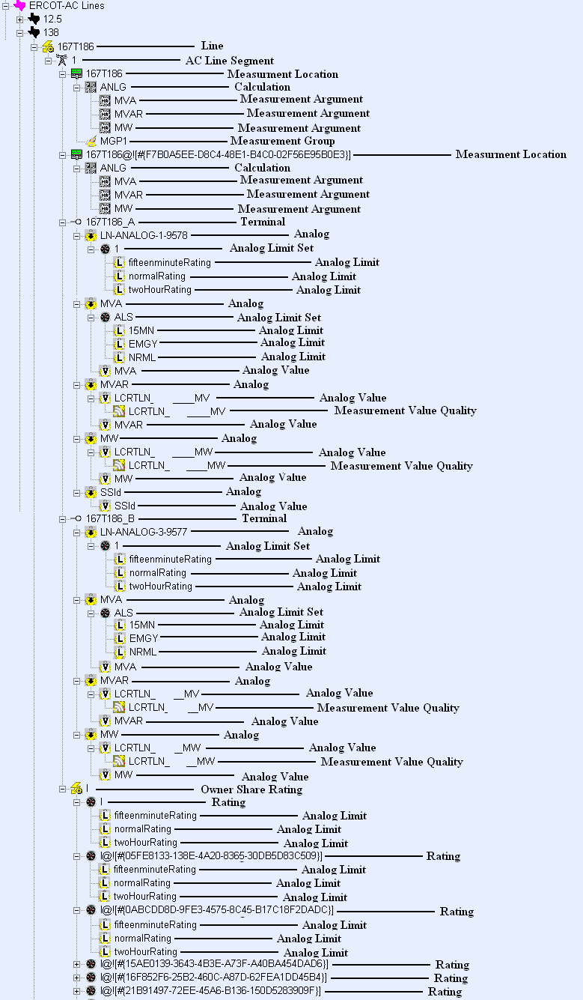 ERCOT-AC Lines
12.5
138
167T186 Line
1 AC Line Segment
167T186 Measurment Location
ANLG Calculation
MVA Measurement Argument
MVAR Measurement Argument
MW Measurement Argument
MGP1 Measurement Group
167T186@![#{F7B0A5EE-D8C4-48E1-B4C0-02F56E95B0E3}] Measurment Location
ANLG Calculation
MVA Measurement Argument
MVAR Measurement Argument
MW Measurement Argument
167T186_A Terminal
LN-ANALOG-1-9578 Analog
1 Analog Limit Set
fifteenminuteRating Analog Limit
normalRating Analog Limit
twoHourRating Analog Limit
MVA Analog
ALS Analog Limit Set
15MN Analog Limit
EMGY Analog Limit
NRML Analog Limit
MVA Analog Value
MVAR Analog
LCRTLN_ ____MV Analog Value
LCRTLN_ ____MV Measurement Value Quality
MVAR Analog Value
MW Analog
LCRTLN_ ____MW Analog Value
LCRTLN_ ____MW Measurement Value Quality
MW Analog Value
SSId Analog
SSId Analog Value
167T186_B Terminal
LN-ANALOG-3-9577 Analog
1 Analog Limit Set
fifteenminuteRating Analog Limit
normalRating Analog Limit
twoHourRating Analog Limit
MVA Analog
ALS Analog Limit Set
15MN Analog Limit
EMGY Analog Limit
NRML Analog Limit
MVA Analog Value
MVAR Analog
LCRTLN_ __MV Analog Value
LCRTLN_ __MV Measurement Value Quality
MVAR Analog Value
MW Analog
LCRTLN_ __MW Analog Value
LCRTLN_ __MW Measurement Value Quality
MW Analog Value
I Owner Share Rating
I Rating
fifteenminuteRating Analog Limit
normalRating Analog Limit
twoHourRating Analog Limit
I@![#{05FE8133-138E-4A20-8365-30DB5D83C509}] Rating
fifteenminuteRating Analog Limit
normalRating Analog Limit
twoHourRating Analog Limit
I@![#{0ABCDD8D-9FE3-4575-8C45-B17C18F2DADC}] Rating
fifteenminuteRating Analog Limit
normalRating Analog Limit
twoHourRating Analog Limit
I@![#{15AE0139-3643-4B3E-A73F-A40BA454DAD6}] Rating
I@![#{16F852F6-25B2-460C-A87D-62FEA1DD45B4}] Rating
I@![#{21B91497-72EE-45A6-B136-150D5283909F}] Rating